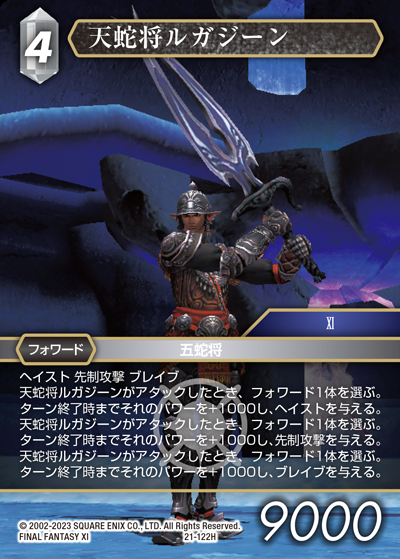 4
天蛇将ルガジーン
XI
フォワード
五蛇将
ヘイスト 先制攻撃 ブレイブ
天蛇将ルガジーンがアタックしたとき、フォワード1体を選ぶ。
ターン終了時までそれのパワーを+1000し、ヘイストを与える。
天蛇将ルガジーンがアタックしたとき、フォワード1体を選ぶ。
ターン終了時までそれのパワーを+1000し、先制攻撃を与える。
天蛇将ルガジーンがアタックしたとき、フォワード1体を選ぶ。
ターン終了時までそれのパワーを+1000し、ブレイブを与える。
© 2002-2023 SQUARE ENIX CO., LTD. All Rights Reserved.
FINAL FANTASY XI
21-122H
9000